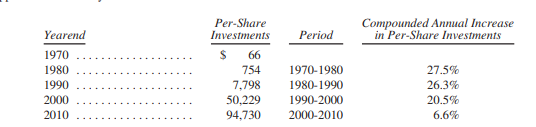 Per-Share Compounded Annual Increase
Yearend Investments Period in Per-Share Investments
1970 . . . . . . . . . . . . . . . . . . . $ 66
1980 . . . . . . . . . . . . . . . . . . . 754 1970-1980 27.5%
1990 . . . . . . . . . . . . . . . . . . . 7,798 1980-1990 26.3%
2000 . . . . . . . . . . . . . . . . . . . 50,229 1990-2000 20.5%
2010 . . . . . . . . . . . . . . . . . . . 94,730 2000-2010 6.6%